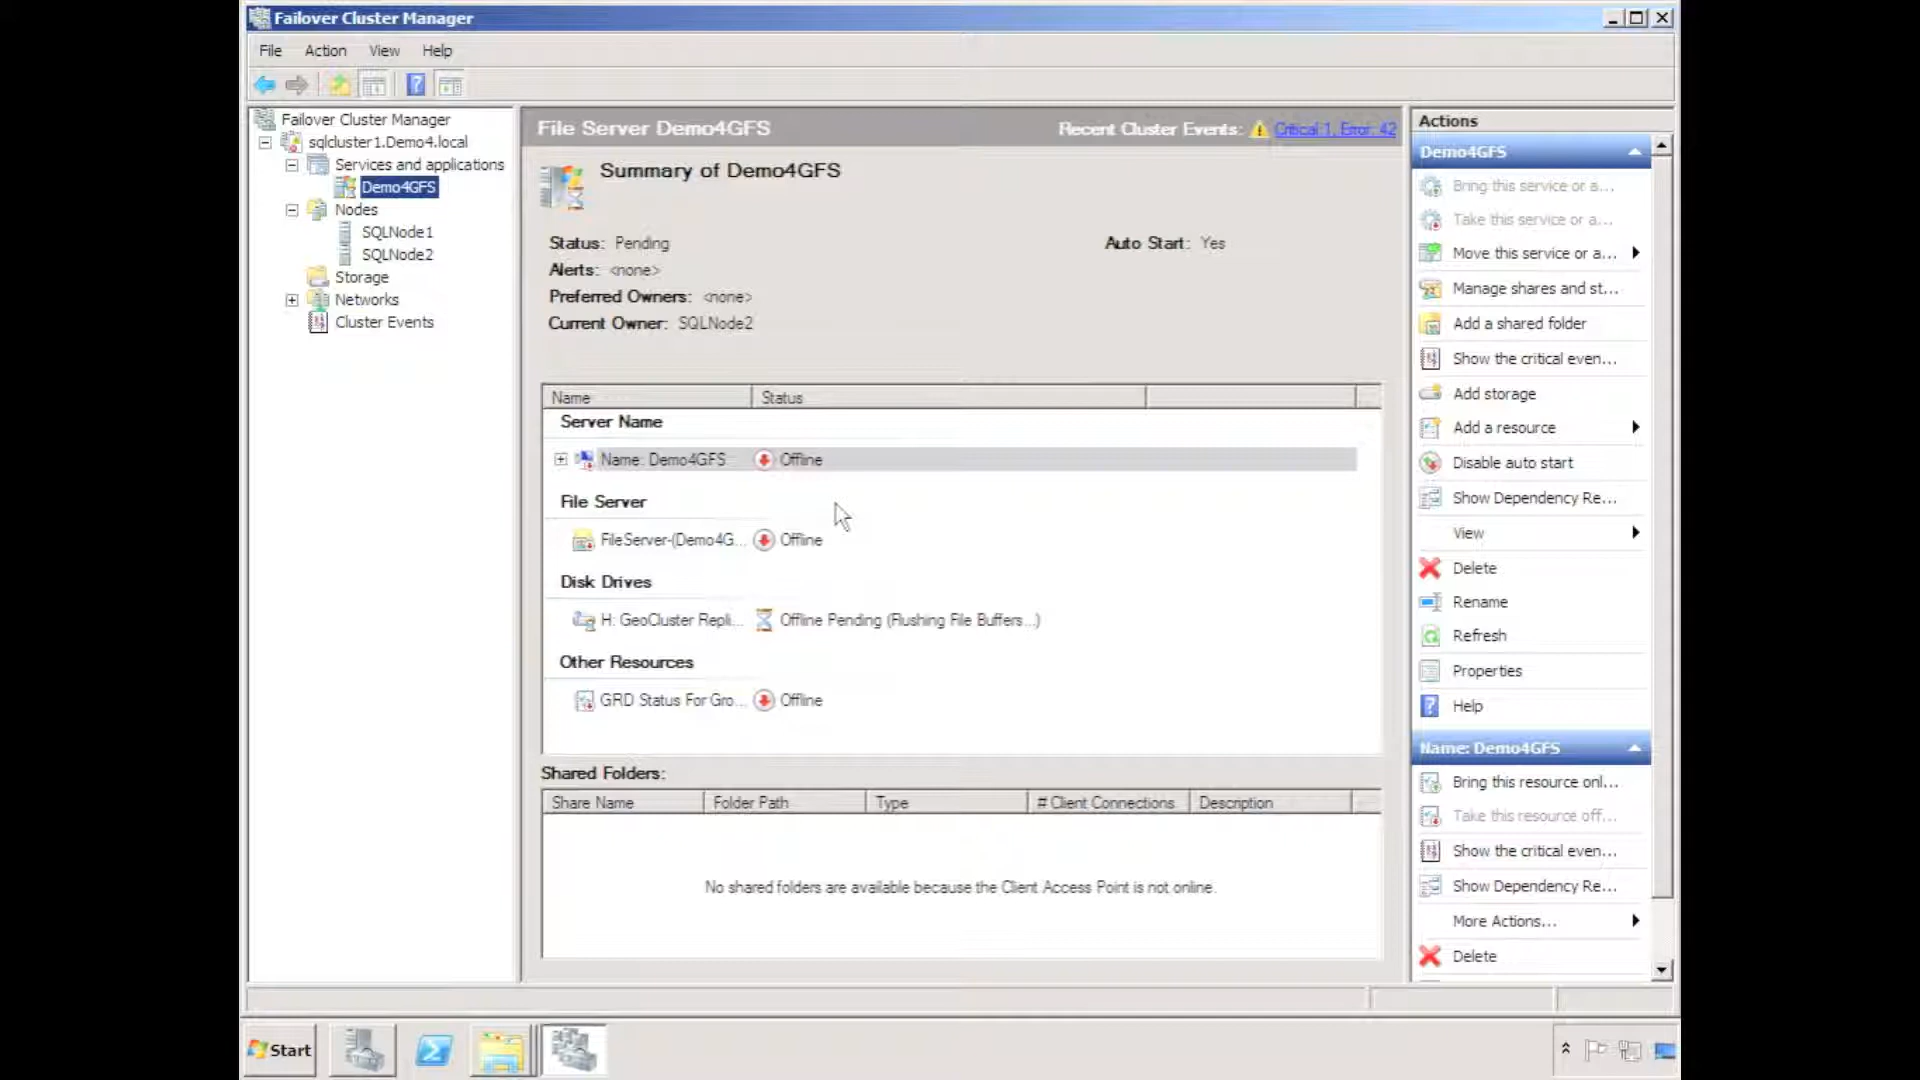 Failover Cluster Manager
File Action View Help
Failover Cluster Manager
sqlcluster1.Demo4.local
Services and applications
Demo4GFS
Nodes
SQLNode1
SQLNode2
Storage
Networks
Cluster Events
File Server Demo4GFS
Recent Cluster Events: Critical 1, Error: 42
Summary of Demo4GFS
Status: Pending
Auto Start: Yes
Alerts: <none>
Preferred Owners: <none>
Current Owner: SQLNode2
Name Status
Server Name
Name: Demo4GFS Offline
File Server
FileServer-(Demo4G... Offline
Disk Drives
H: GeoCluster Repli... Offline Pending (Flushing File Buffers...)
Other Resources
GRD Status For Gro... Offline
Shared Folders:
Share Name Folder Path Type # Client Connections Description
No shared folders are available because the Client Access Point is not online.
Actions
Demo4GFS
Bring this service or a...
Take this service or a...
Move this service or a...
Manage shares and st...
Add a shared folder
Show the critical even...
Add storage
Add a resource
Disable auto start
Show Dependency Re...
View
Delete
Rename
Refresh
Properties
Help
Name: Demo4GFS
Bring this resource onl...
Take this resource off...
Show the critical even...
Show Dependency Re...
More Actions...
Delete
Start